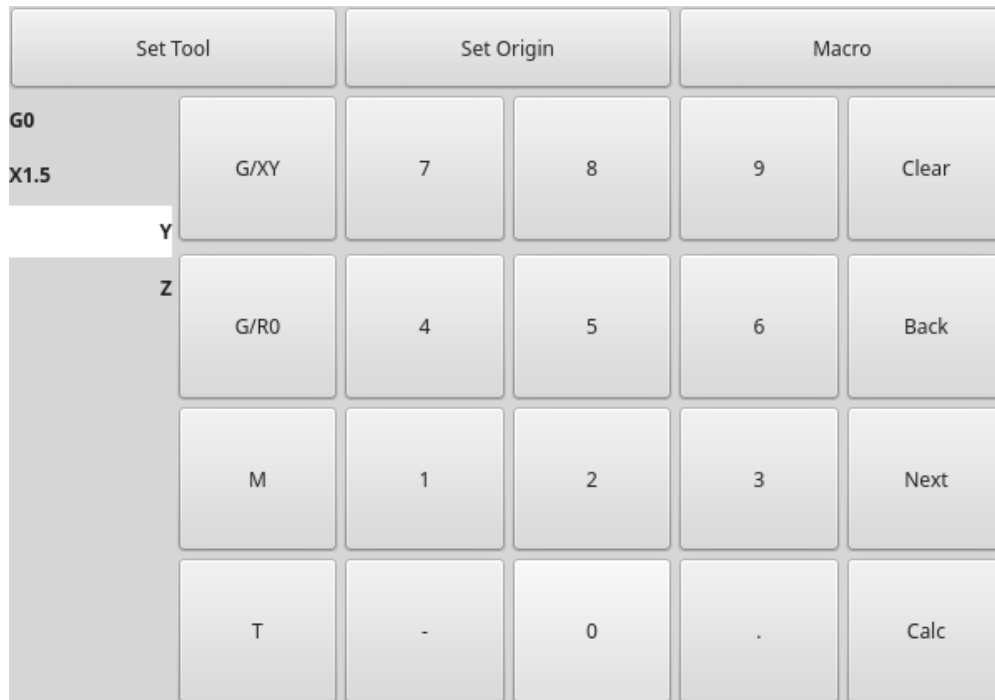 Set Tool Set Origin Macro
G0
X1.5
Y
Z
G/XY 7 8 9 Clear
G/R0 4 5 6 Back
M 1 2 3 Next
T - 0 . Calc